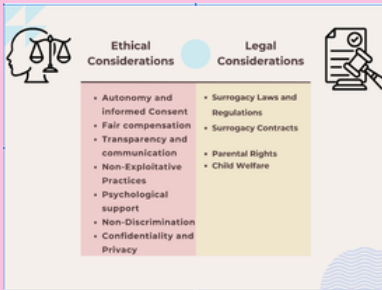 Ethical
Considerations
Legal
Considerations
• Autonomy and
informed Consent
• Fair compensation
• Transparency and
communication
• Non-Exploitative
Practices
• Psychological
support
• Non-Discrimination
• Confidentiality and
Privacy
• Surrogacy Laws and
Regulations
• Surrogacy Contracts
• Parental Rights
• Child Welfare